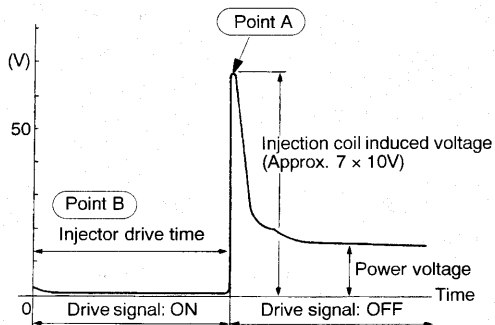 Point A
(V)
50
Injection coil induced voltage
(Approx. 7 × 10V)
Point B
Injector drive time
Power voltage
Time
0
Drive signal: ON
Drive signal: OFF